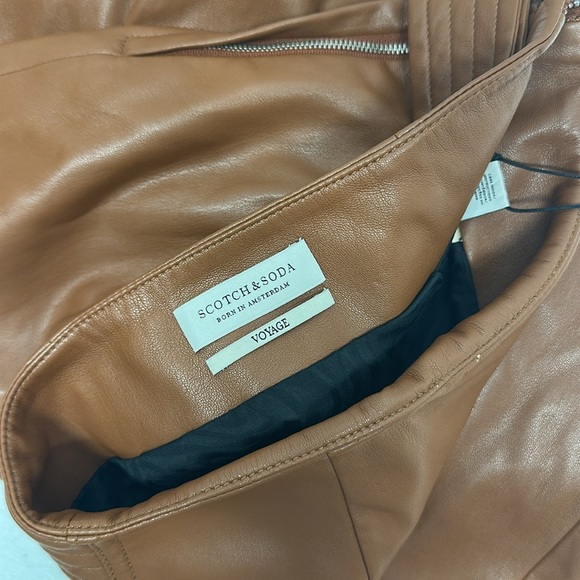 SCOTCH & SODA
BORN IN AMSTERDAM
VOYAGE